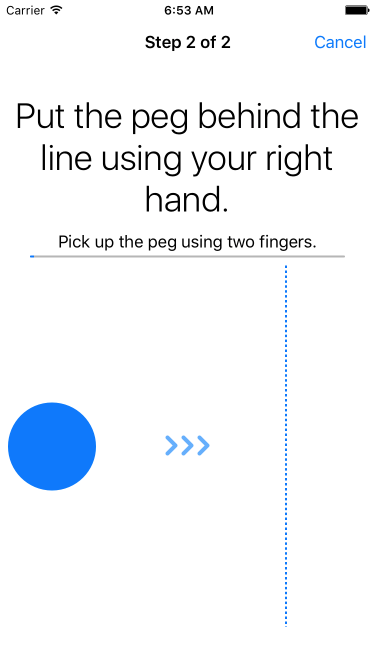 Carrier 6:53 AM
Step 2 of 2 Cancel
Put the peg behind the
line using your right
hand.
Pick up the peg using two fingers.